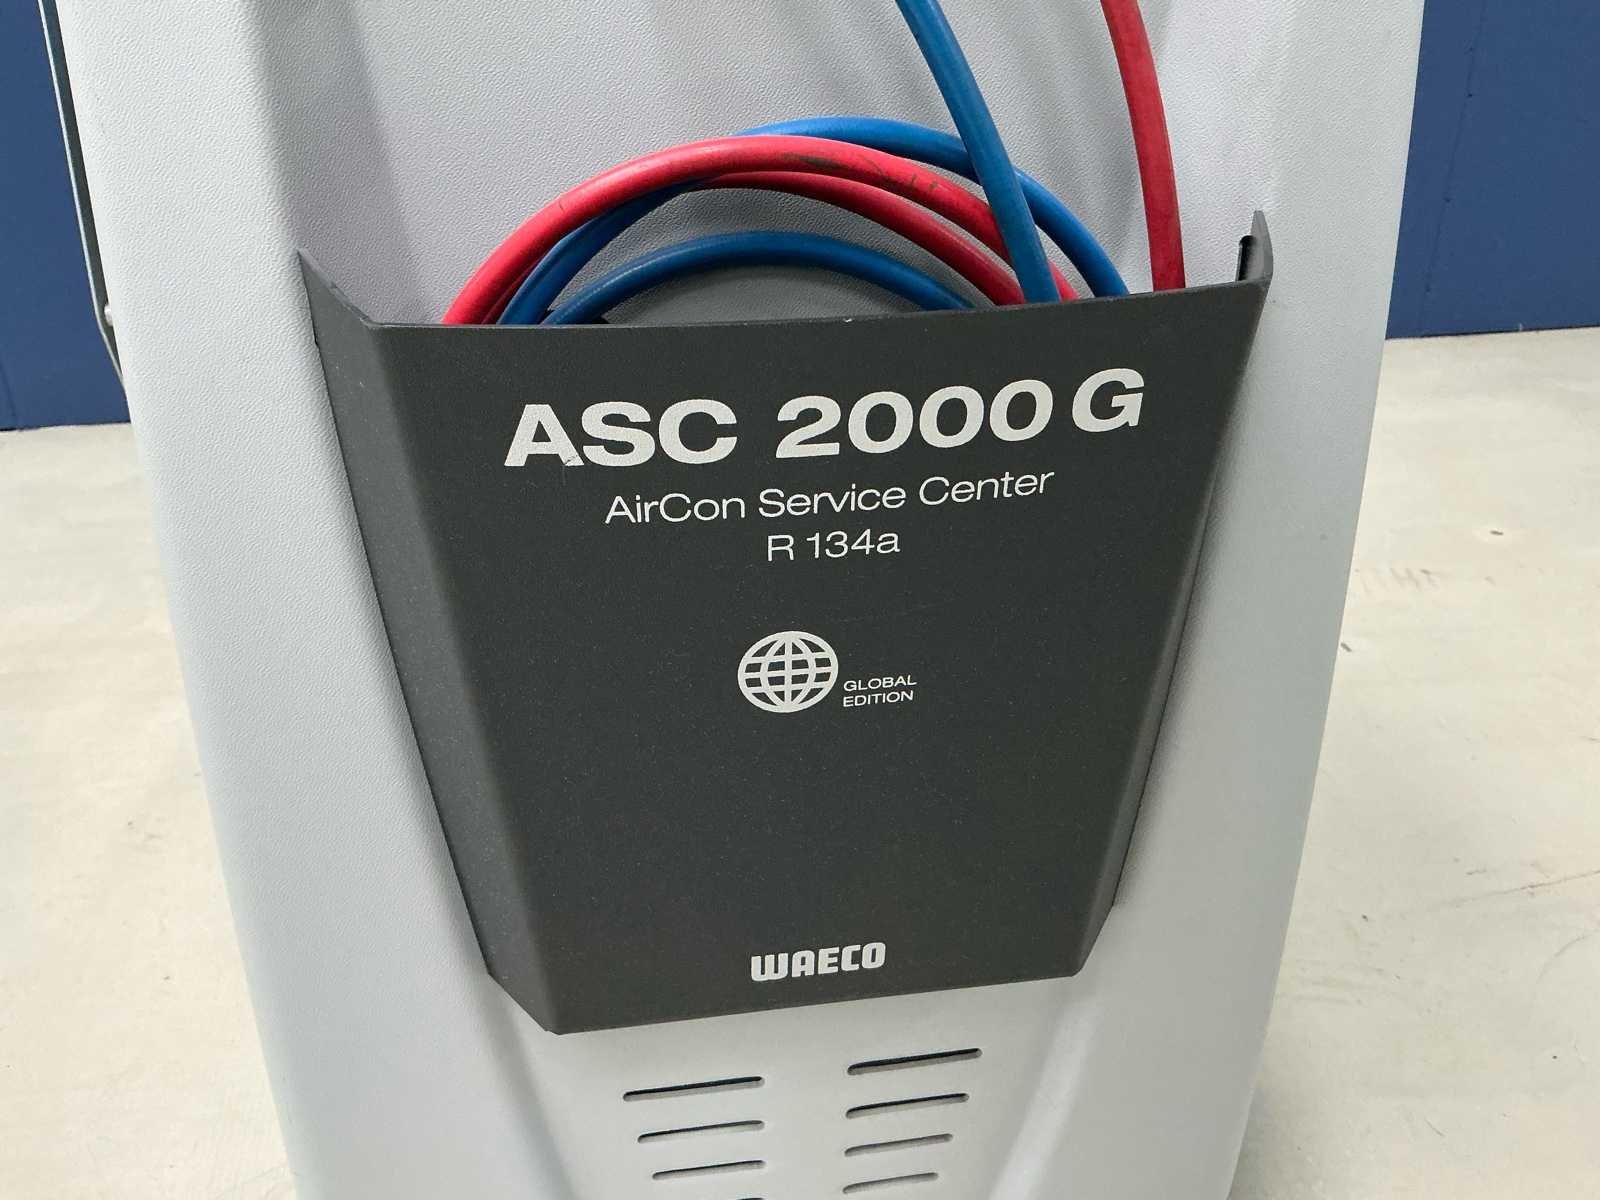 ASC 2000 G
AirCon Service Center
R 134a
GLOBAL
EDITION
WAECO